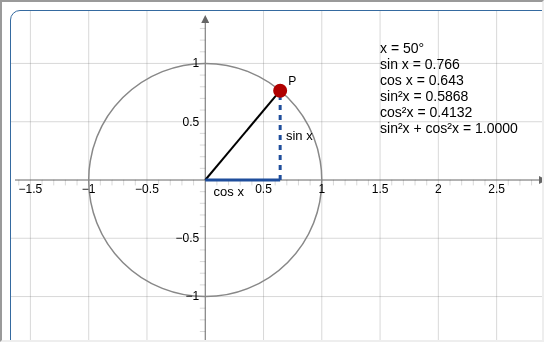 x = 50°
sin x = 0.766
cos x = 0.643
sin²x = 0.5868
cos²x = 0.4132
sin²x + cos²x = 1.0000
1
P
0.5
sin x
−1.5
−1
−0.5
0.5
1
1.5
2
2.5
cos x
−0.5
−1